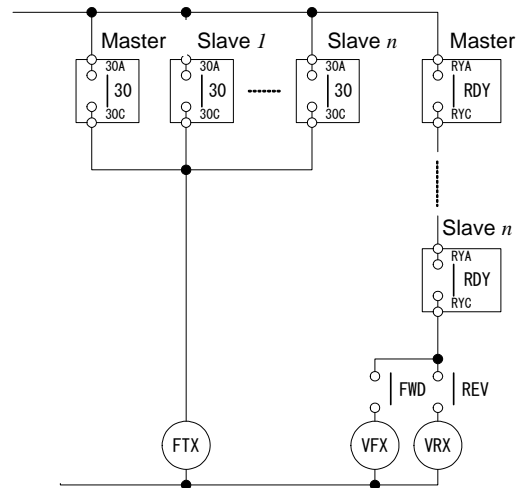 Master Slave 1 Slave n Master
30A 30A 30A RYA
30 30 30 RDY
30C 30C 30C RYC
Slave n
RYA
RDY
RYC
FWD REV
FTX VFX VRX